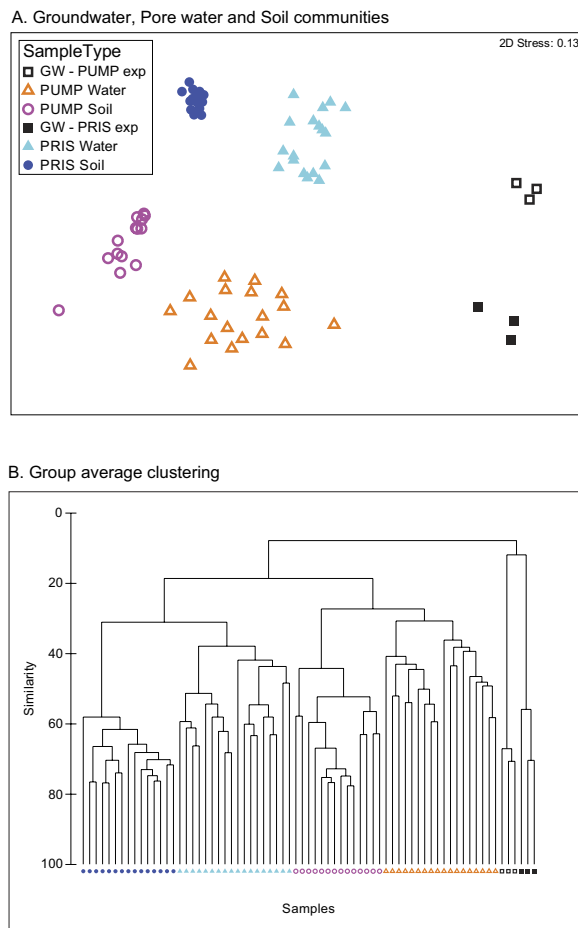 A. Groundwater, Pore water and Soil communities
2D Stress: 0.13
SampleType
GW - PUMP exp
PUMP Water
PUMP Soil
GW - PRIS exp
PRIS Water
PRIS Soil
B. Group average clustering
0
20
40
60
80
100
Similarity
Samples